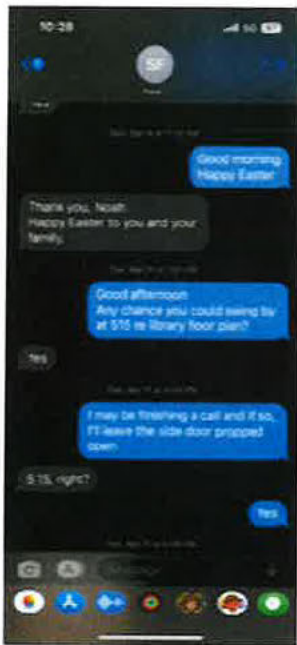 10:28
5G
SF
Good morning
Happy Easter
Thank you, Noah
Happy Easter to you and your
family.
Good afternoon
Any chance you could swing by
at 515 re library floor plan?
Yes
I may be finishing a call and if so,
I'll leave the side door propped
open
5:15, right?
Yes